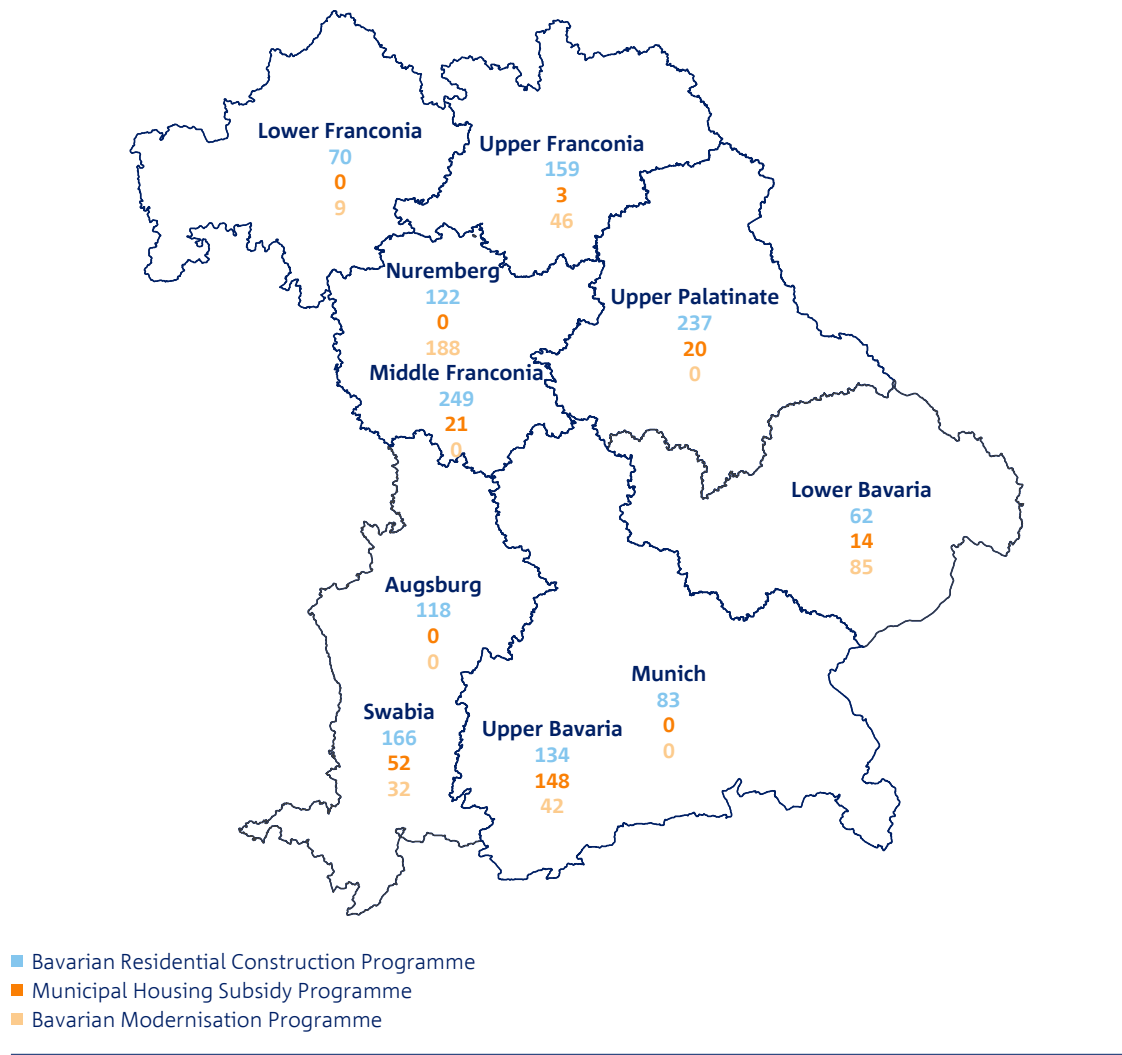 Lower Franconia
70
0
9
Upper Franconia
159
3
46
Nuremberg
122
0
188
Middle Franconia
249
21
0
Upper Palatinate
237
20
0
Lower Bavaria
62
14
85
Augsburg
118
0
0
Swabia
166
52
32
Upper Bavaria
134
148
42
Munich
83
0
0
Bavarian Residential Construction Programme
Municipal Housing Subsidy Programme
Bavarian Modernisation Programme